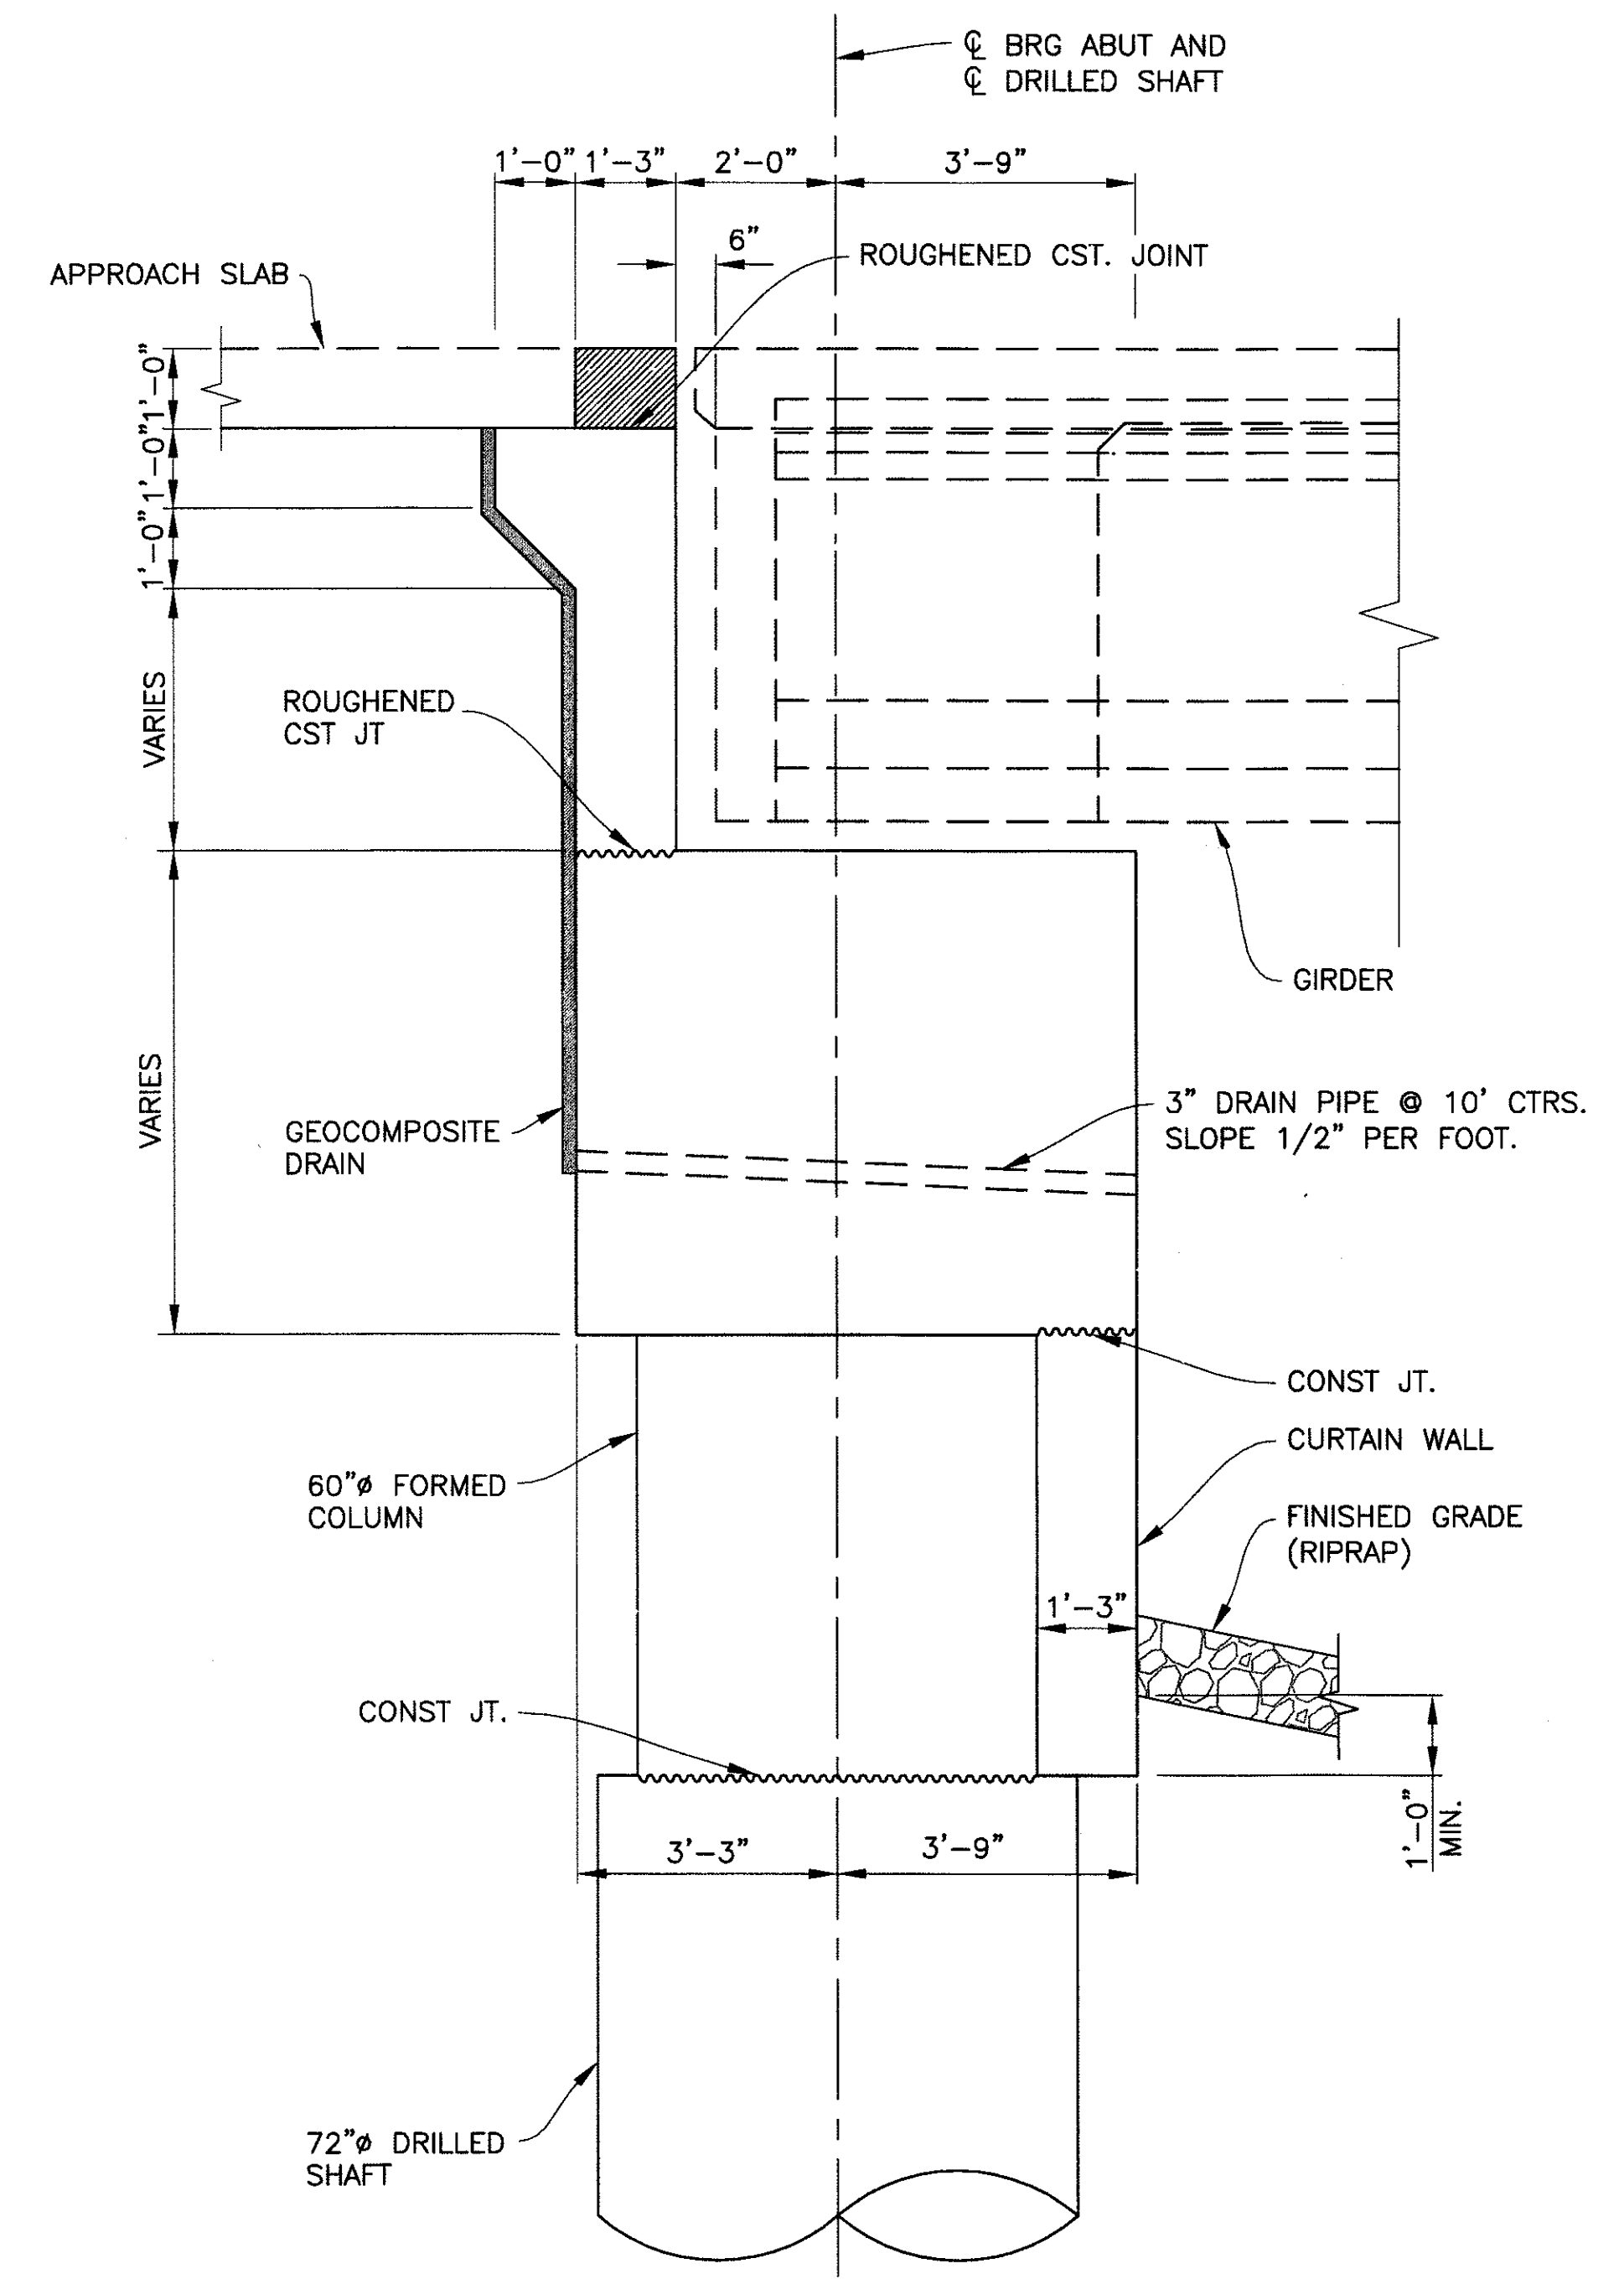 ℄ BRG ABUT AND
℄ DRILLED SHAFT
1'-0" 1'-3" 2'-0" 3'-9"
6"
ROUGHENED CST. JOINT
APPROACH SLAB
1'-0"
1'-0"
1'-0"
VARIES
ROUGHENED
CST JT
GIRDER
VARIES
3" DRAIN PIPE @ 10' CTRS.
SLOPE 1/2" PER FOOT.
GEOCOMPOSITE
DRAIN
CONST JT.
CURTAIN WALL
60"ø FORMED
COLUMN
FINISHED GRADE
(RIPRAP)
1'-3"
CONST JT.
1'-0"
MIN.
3'-3" 3'-9"
72"ø DRILLED
SHAFT